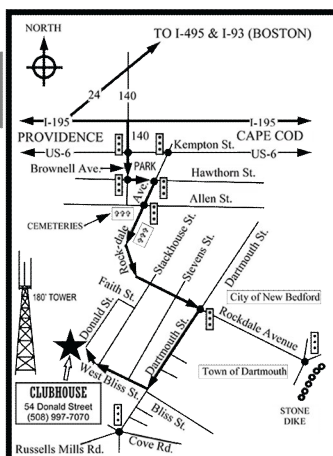 NORTH
TO I-495 & I-93 (BOSTON)
24
140
I-195
I-195
PROVIDENCE
140
CAPE COD
Kempton St.
US-6
US-6
Brownell Ave.
PARK
Hawthorn St.
Ave.
Allen St.
CEMETERIES
Rockdale
Stackhouse St.
Stevens St.
Dartmouth St.
180' TOWER
Faith St.
Donald St.
City of New Bedford
Rockdale Avenue
Dartmouth St.
Town of Dartmouth
West Bliss St.
Bliss St.
CLUBHOUSE
54 Donald Street
(508) 997-7070
STONE
DIKE
Cove Rd.
Russells Mills Rd.